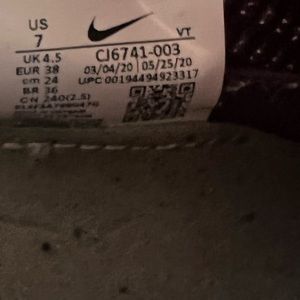 US
7
VT
UK 4.5
CJ6741-003
EUR 38
03/04/20 05/25/20
cm 24
UPC 00194494923317
BR 36
CN 240(2.5)